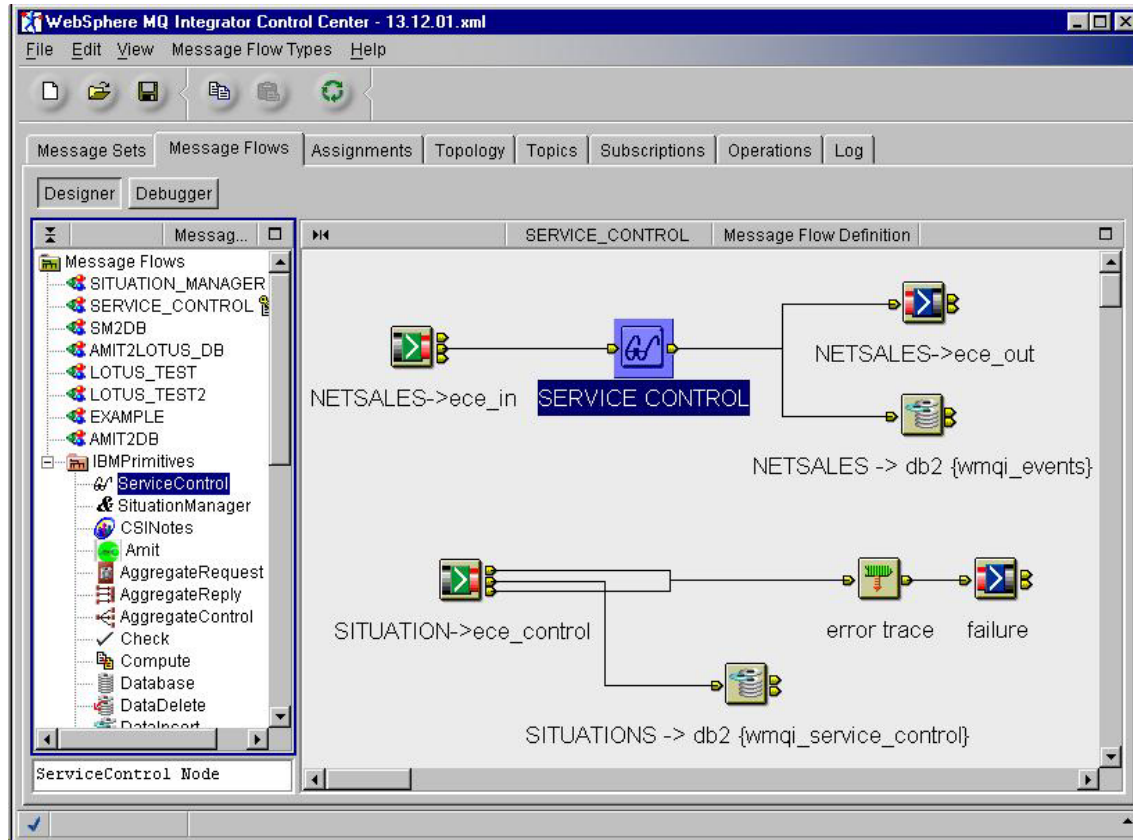 WebSphere MQ Integrator Control Center - 13.12.01.xml
File Edit View Message Flow Types Help
Message Sets Message Flows Assignments Topology Topics Subscriptions Operations Log
Designer Debugger
Messag...
SERVICE_CONTROL Message Flow Definition
Message Flows
SITUATION_MANAGER
SERVICE_CONTROL
SM2DB
AMIT2LOTUS_DB
LOTUS_TEST
LOTUS_TEST2
EXAMPLE
AMIT2DB
IBMPrimitives
ServiceControl
SituationManager
CSINotes
Amit
AggregateRequest
AggregateReply
AggregateControl
Check
Compute
Database
DataDelete
DataInsert
ServiceControl Node
NETSALES->ece_in
SERVICE CONTROL
NETSALES->ece_out
NETSALES -> db2 {wmqi_events}
SITUATION->ece_control
error trace
failure
SITUATIONS -> db2 {wmqi_service_control}